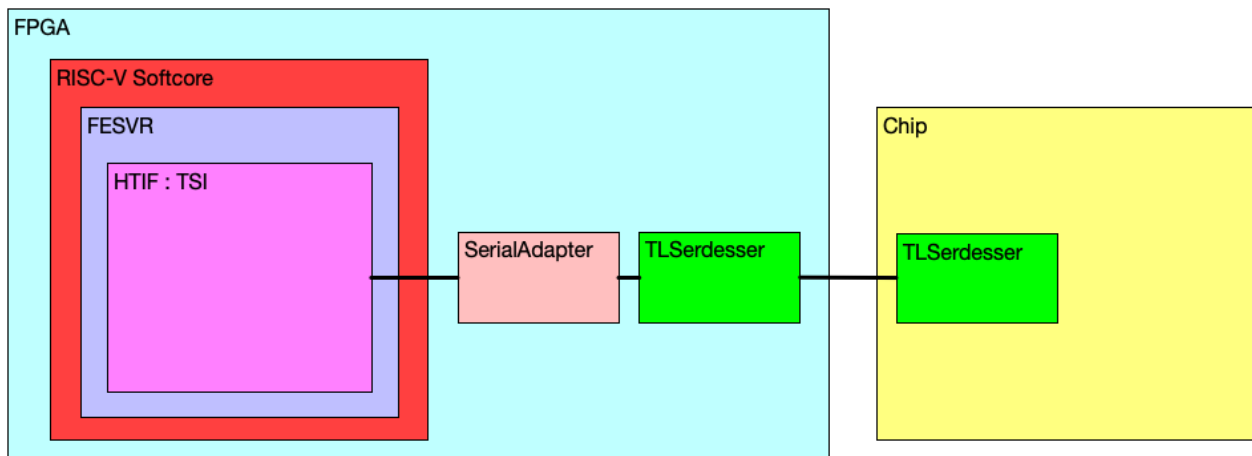 FPGA
RISC-V Softcore
FESVR
HTIF : TSI
SerialAdapter
TLSerdesser
Chip
TLSerdesser